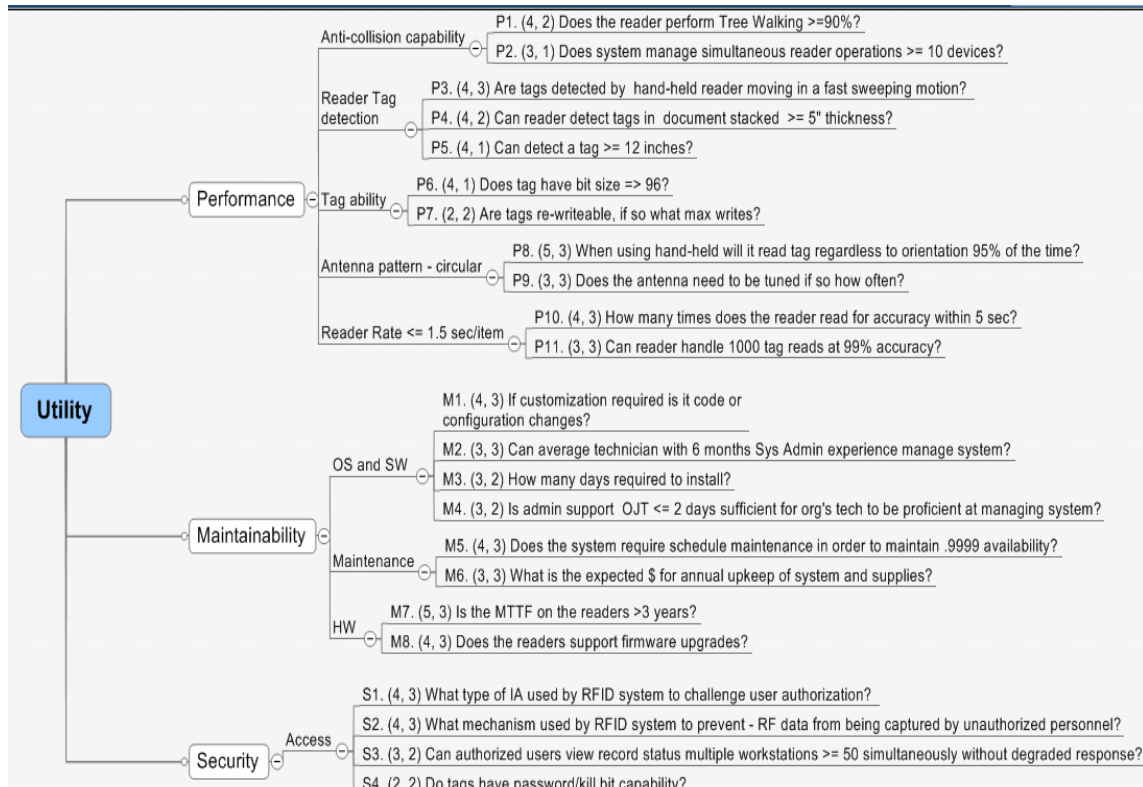 P1. (4, 2) Does the reader perform Tree Walking >=90%?
Anti-collision capability
P2. (3, 1) Does system manage simultaneous reader operations >= 10 devices?
Reader Tag
detection
P3. (4, 3) Are tags detected by hand-held reader moving in a fast sweeping motion?
P4. (4, 2) Can reader detect tags in document stacked >= 5" thickness?
P5. (4, 1) Can detect a tag >= 12 inches?
Performance
Tag ability
P6. (4, 1) Does tag have bit size => 96?
P7. (2, 2) Are tags re-writeable, if so what max writes?
Antenna pattern - circular
P8. (5, 3) When using hand-held will it read tag regardless to orientation 95% of the time?
P9. (3, 3) Does the antenna need to be tuned if so how often?
Reader Rate <= 1.5 sec/item
P10. (4, 3) How many times does the reader read for accuracy within 5 sec?
P11. (3, 3) Can reader handle 1000 tag reads at 99% accuracy?
Utility
M1. (4, 3) If customization required is it code or
configuration changes?
OS and SW
M2. (3, 3) Can average technician with 6 months Sys Admin experience manage system?
M3. (3, 2) How many days required to install?
M4. (3, 2) Is admin support OJT <= 2 days sufficient for org's tech to be proficient at managing system?
Maintainability
Maintenance
M5. (4, 3) Does the system require schedule maintenance in order to maintain .9999 availability?
M6. (3, 3) What is the expected $ for annual upkeep of system and supplies?
HW
M7. (5, 3) Is the MTTF on the readers >3 years?
M8. (4, 3) Does the readers support firmware upgrades?
Security
Access
S1. (4, 3) What type of IA used by RFID system to challenge user authorization?
S2. (4, 3) What mechanism used by RFID system to prevent - RF data from being captured by unauthorized personnel?
S3. (3, 2) Can authorized users view record status multiple workstations >= 50 simultaneously without degraded response?
S4. (2, 2) Do tags have password/kill bit capability?